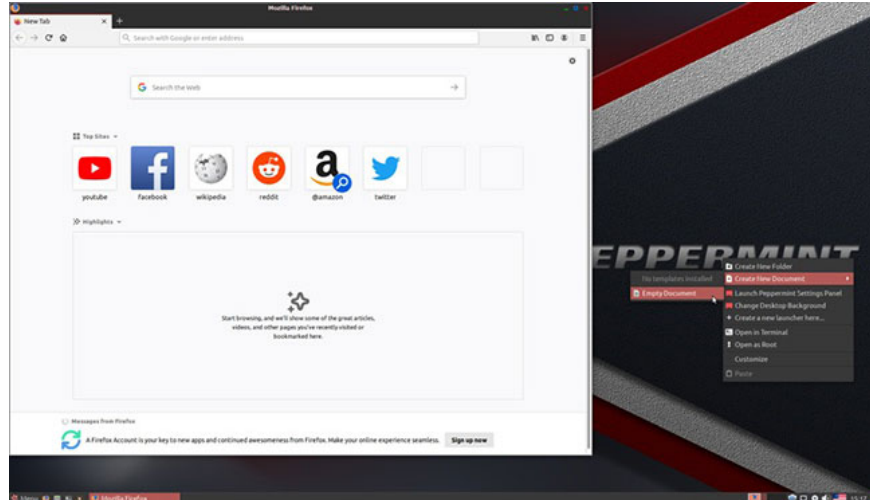 Mozilla Firefox
New Tab
Search with Google or enter address
Search the Web
Top Sites
youtube
facebook
wikipedia
reddit
@amazon
twitter
Highlights
Start browsing, and we'll show some of the great articles,
videos, and other pages you've recently visited or
bookmarked here.
Messages from Firefox
A Firefox Account is your key to new apps and continued awesomeness from Firefox. Make your online experience seamless.
Sign up now
PEPPERMINT
Create New Folder
Create New Document
No templates installed
Empty Document
Launch Peppermint Settings Panel
Change Desktop Background
Create a new launcher here...
Open in Terminal
Open as Root
Customize
Paste
Menu
Mozilla Firefox
15:17